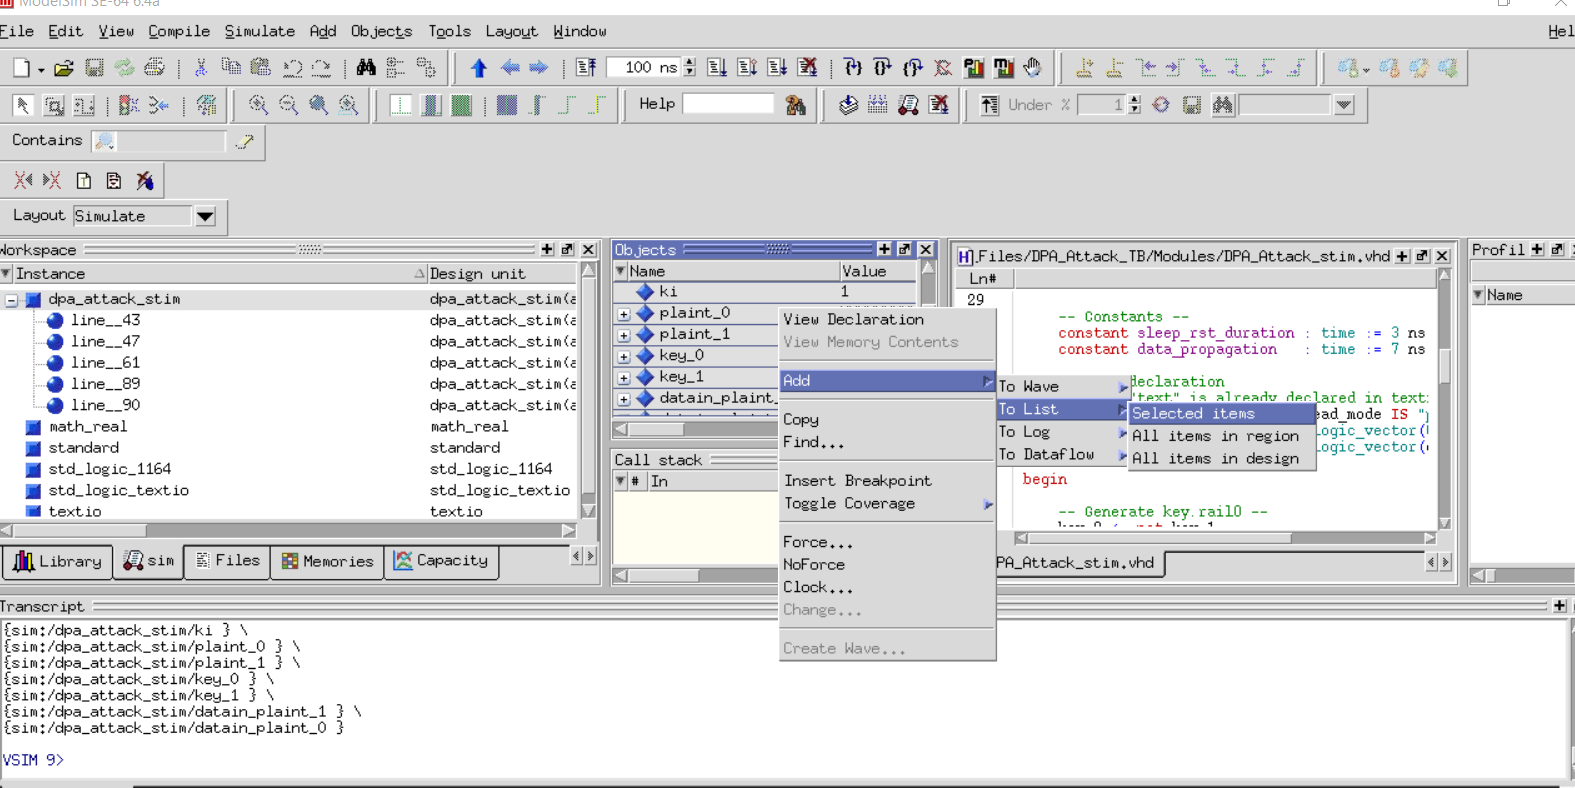 ModelSim SE-64 6.4a
File Edit View Compile Simulate Add Objects Tools Layout Window
Hel
100 ns
Help
Under %
1
Contains
Layout Simulate
Workspace
Instance Design unit
dpa_attack_stim dpa_attack_stim(a
line__43 dpa_attack_stim(a
line__47 dpa_attack_stim(a
line__61 dpa_attack_stim(a
line__89 dpa_attack_stim(a
line__90 dpa_attack_stim(a
math_real math_real
standard standard
std_logic_1164 std_logic_1164
std_logic_textio std_logic_textio
textio textio
Library sim Files Memories Capacity
Objects
Name Value
ki 1
plaint_0
plaint_1
key_0
key_1
datain_plaint_
Call stack
# In
View Declaration
View Memory Contents
Add
Copy
Find...
Insert Breakpoint
Toggle Coverage
Force...
NoForce
Clock...
Change...
Create Wave...
To Wave
To List
To Log
To Dataflow
Selected items
All items in region
All items in design
.Files/DPA_Attack_TB/Modules/DPA_Attack_stim.vhd
Ln#
29
-- Constants --
constant sleep_rst_duration : time := 3 ns
constant data_propagation : time := 7 ns
declaration
"text" is already declared in text:
ead_mode IS "
logic_vector(
logic_vector(
begin
-- Generate key.rail0 --
PA_Attack_stim.vhd
Profil
Name
Transcript
{sim:/dpa_attack_stim/ki } \
{sim:/dpa_attack_stim/plaint_0 } \
{sim:/dpa_attack_stim/plaint_1 } \
{sim:/dpa_attack_stim/key_0 } \
{sim:/dpa_attack_stim/key_1 } \
{sim:/dpa_attack_stim/datain_plaint_1 } \
{sim:/dpa_attack_stim/datain_plaint_0 }
VSIM 9>